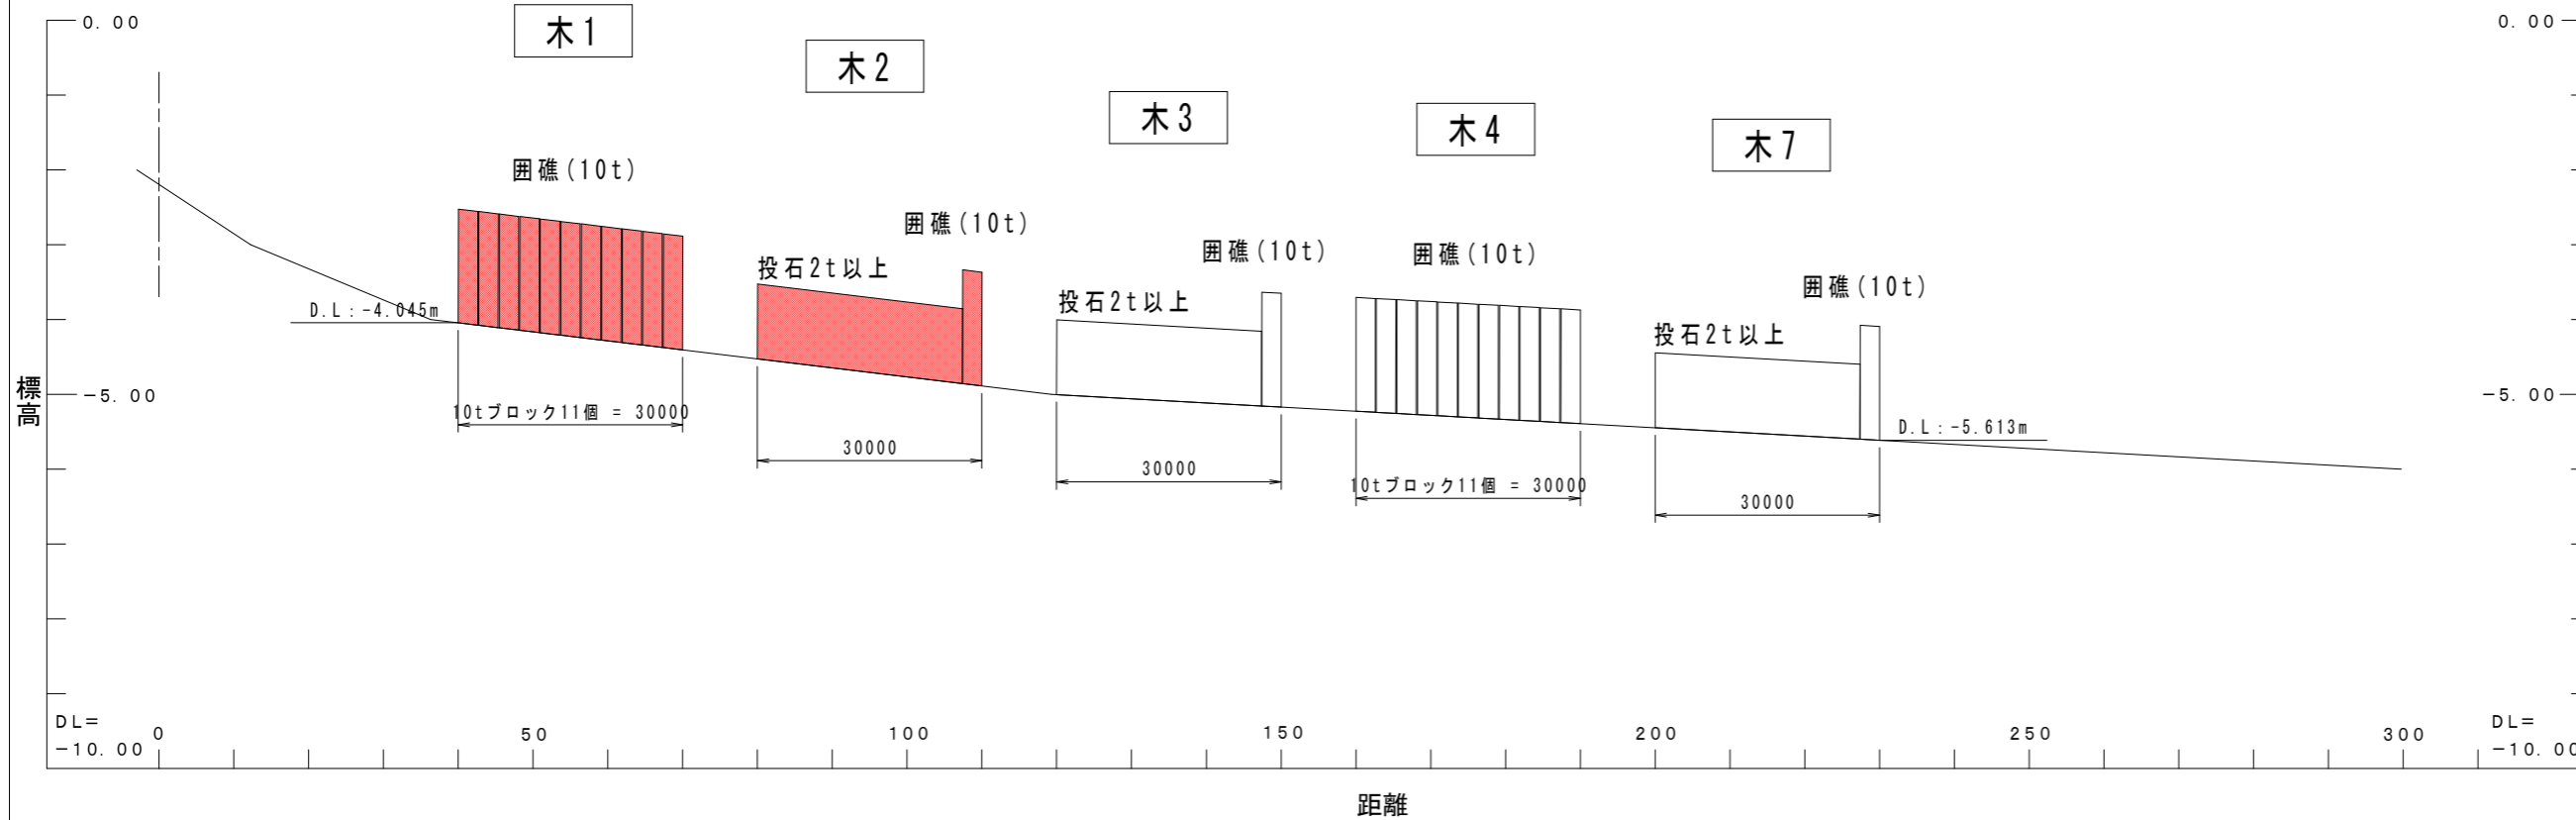 0.00
0.00
木1
木2
木3
木4
木7
囲礁(10t)
囲礁(10t)
囲礁(10t)
囲礁(10t)
囲礁(10t)
投石2t以上
投石2t以上
投石2t以上
D.L:-4.045m
標高
-5.00
-5.00
10tブロック11個 = 30000
30000
30000
10tブロック11個 = 30000
30000
D.L:-5.613m
DL=
-10.00
0
50
100
150
200
250
300
DL=
-10.00
距離